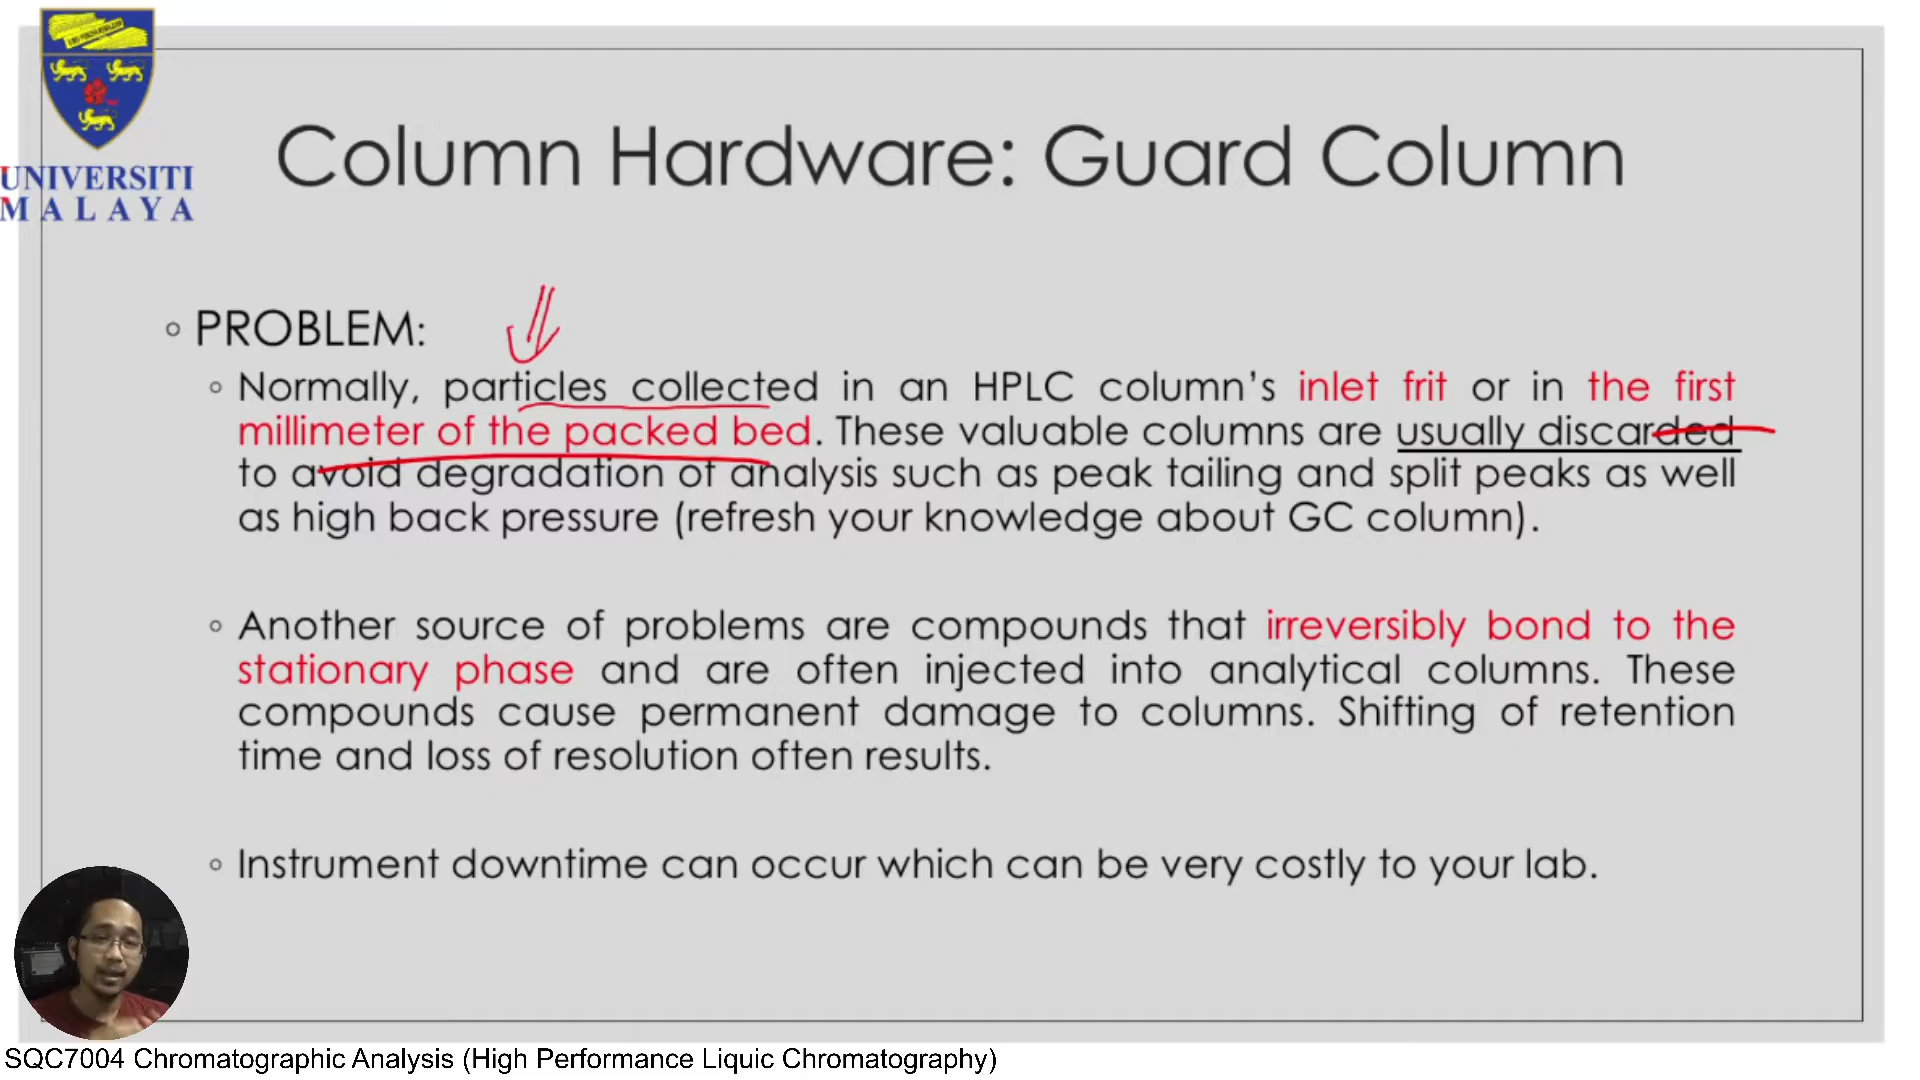 UNIVERSITI
MALAYA
Column Hardware: Guard Column
PROBLEM:
Normally, particles collected in an HPLC column’s inlet frit or in the first
millimeter of the packed bed. These valuable columns are usually discarded
to avoid degradation of analysis such as peak tailing and split peaks as well
as high back pressure (refresh your knowledge about GC column).
Another source of problems are compounds that irreversibly bond to the
stationary phase and are often injected into analytical columns. These
compounds cause permanent damage to columns. Shifting of retention
time and loss of resolution often results.
Instrument downtime can occur which can be very costly to your lab.
SQC7004 Chromatographic Analysis (High Performance Liquic Chromatography)